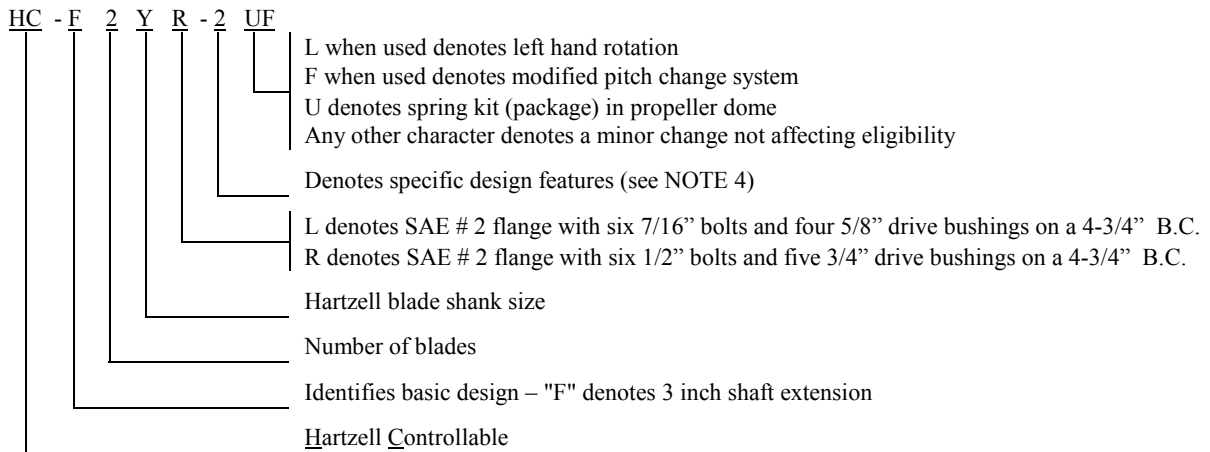 HC - F 2 Y R - 2 UF
L when used denotes left hand rotation
F when used denotes modified pitch change system
U denotes spring kit (package) in propeller dome
Any other character denotes a minor change not affecting eligibility
Denotes specific design features (see NOTE 4)
L denotes SAE # 2 flange with six 7/16” bolts and four 5/8” drive bushings on a 4-3/4” B.C.
R denotes SAE # 2 flange with six 1/2” bolts and five 3/4” drive bushings on a 4-3/4” B.C.
Hartzell blade shank size
Number of blades
Identifies basic design – "F" denotes 3 inch shaft extension
Hartzell Controllable